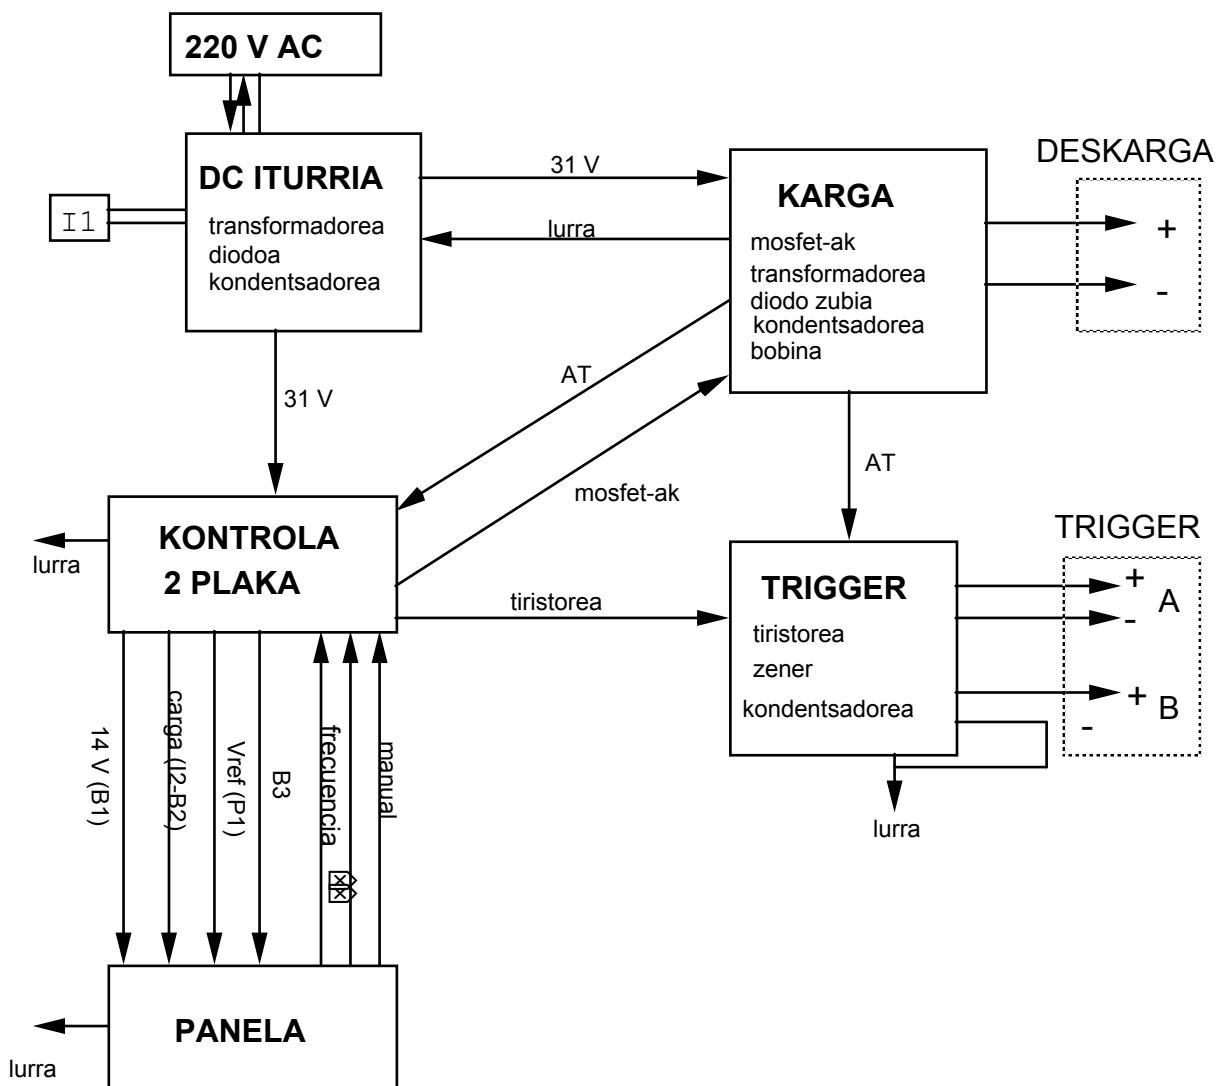 220 V AC
DC ITURRIA
transformadorea
diodoa
kondentsadorea
I1
31 V
lurra
KARGA
mosfet-ak
transformadorea
diodo zubia
kondentsadorea
bobina
DESKARGA
+
-
31 V
AT
mosfet-ak
AT
KONTROLA
2 PLAKA
lurra
tiristorea
TRIGGER
tiristorea
zener
kondentsadorea
lurra
TRIGGER
+
A
-
+
B
-
14 V (B1)
carga (I2-B2)
Vref (P1)
B3
frecuencia
manual
PANELA
lurra